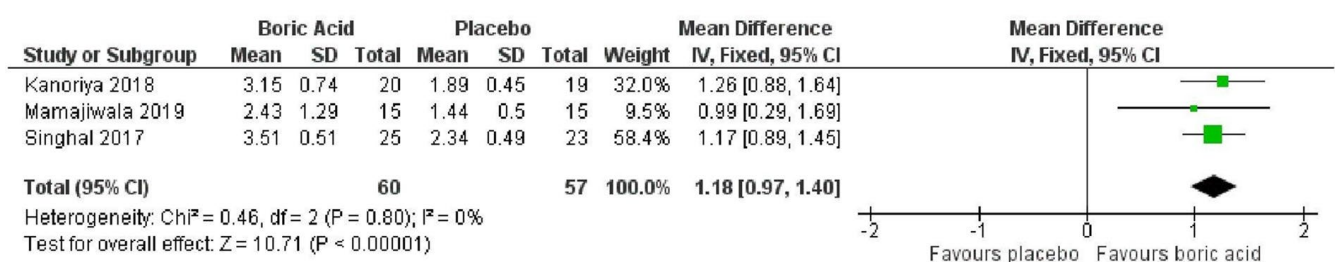 Boric Acid Placebo Mean Difference Mean Difference
Study or Subgroup Mean SD Total Mean SD Total Weight IV, Fixed, 95% CI IV, Fixed, 95% CI
Kanoriya 2018 3.15 0.74 20 1.89 0.45 19 32.0% 1.26 [0.88, 1.64]
Mamajiwala 2019 2.43 1.29 15 1.44 0.5 15 9.5% 0.99 [0.29, 1.69]
Singhal 2017 3.51 0.51 25 2.34 0.49 23 58.4% 1.17 [0.89, 1.45]
Total (95% CI) 60 57 100.0% 1.18 [0.97, 1.40]
Heterogeneity: Chi² = 0.46, df = 2 (P = 0.80); I² = 0%
Test for overall effect: Z = 10.71 (P < 0.00001)
-2 -1 0 1 2
Favours placebo Favours boric acid